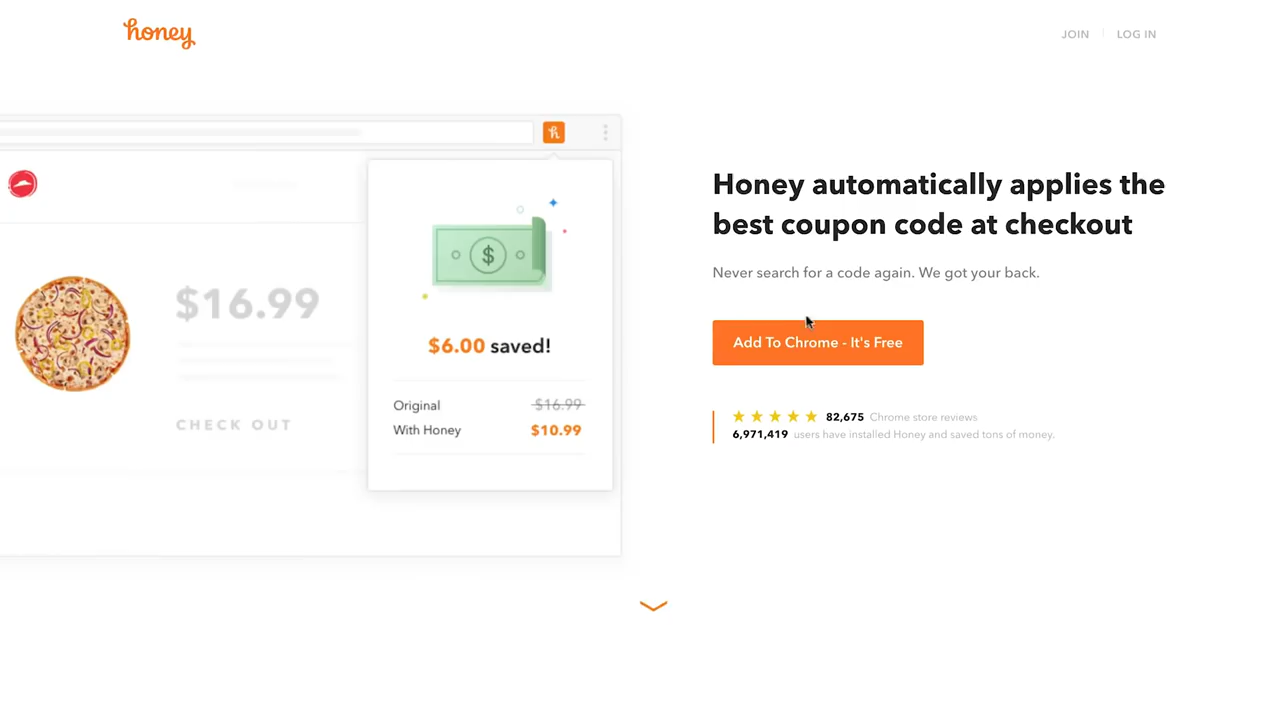 honey
JOIN
LOG IN
h
$16.99
CHECK OUT
$
$6.00 saved!
Original $16.99
With Honey $10.99
Honey automatically applies the
best coupon code at checkout
Never search for a code again. We got your back.
Add To Chrome - It's Free
82,675 Chrome store reviews
6,971,419 users have installed Honey and saved tons of money.